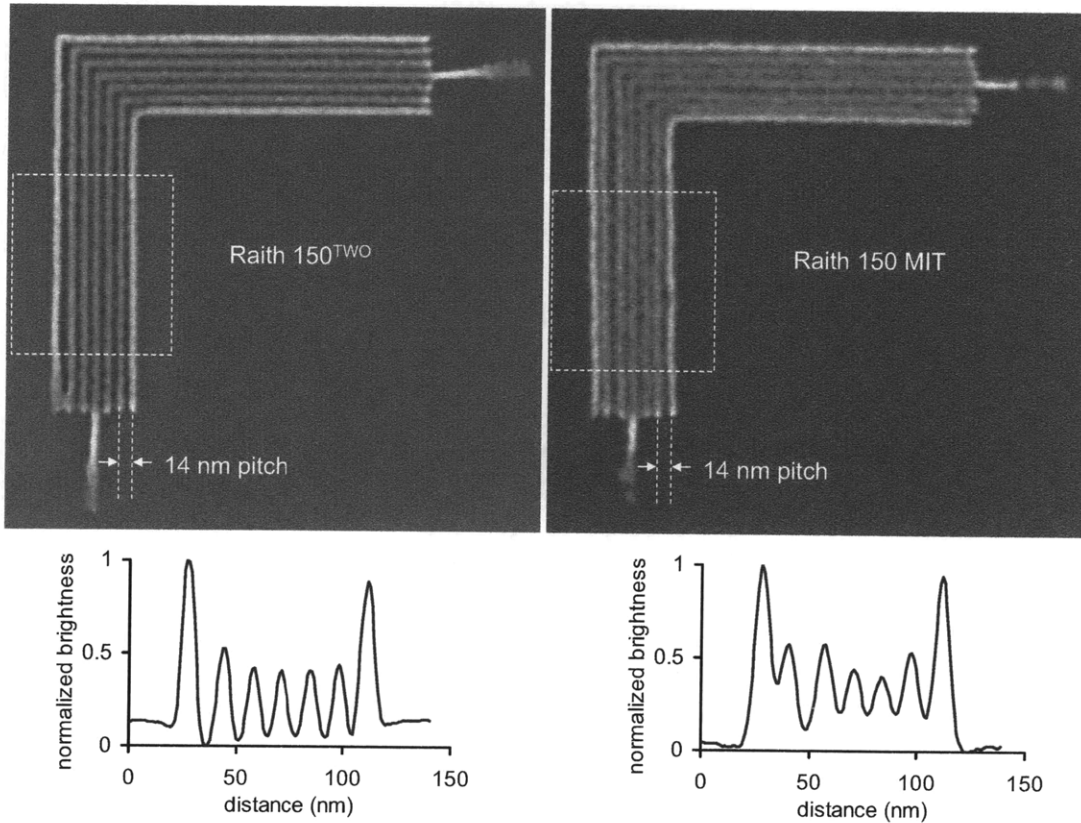 Raith 150TWO
14 nm pitch
Raith 150 MIT
14 nm pitch
normalized brightness
1
0.5
0
0
50
100
150
distance (nm)
normalized brightness
1
0.5
0
0
50
100
150
distance (nm)